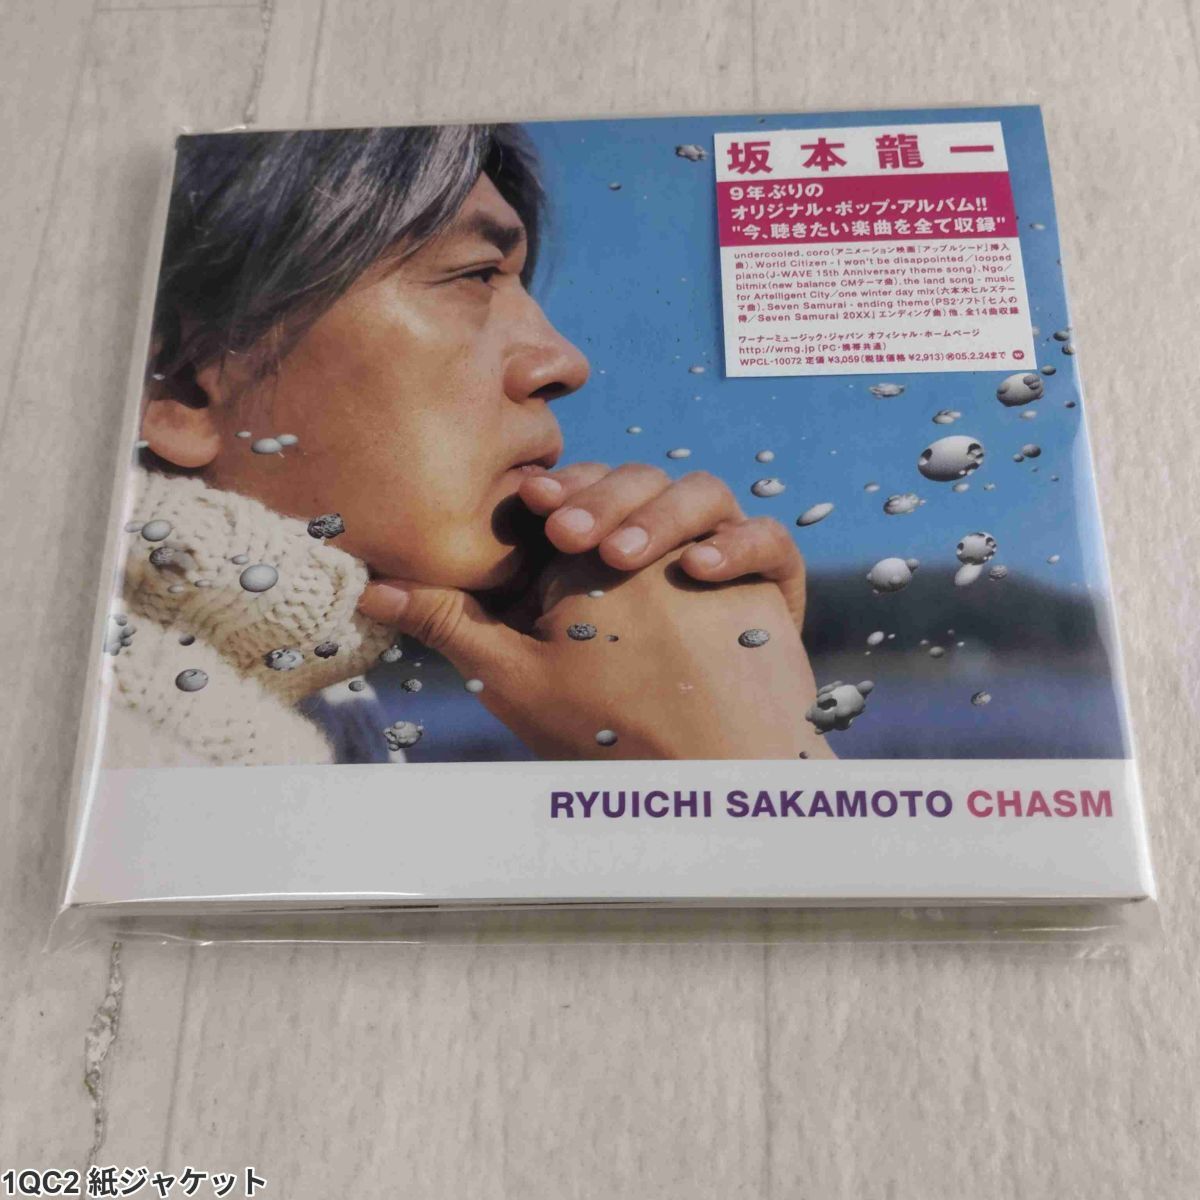 坂本龍一
9年ぶりの
オリジナル・ポップ・アルバム!!
"今、聴きたい楽曲を全て収録"
undercooled, coro(アニメーション映画「アップルシード」挿入
曲), World Citizen - I won't be disappointed/looped
piano(J-WAVE 15th Anniversary theme song), Ngo/
bitmix(new balance CMテーマ曲), the land song - music
for Artelligent City/one winter day mix(六本木ヒルズテー
マ曲), Seven Samurai - ending theme(PS2ソフト「七人の
侍/Seven Samurai 20XX」エンディング曲)他、全14曲収録
ワーナーミュージック・ジャパン オフィシャル・ホームページ
http://wmg.jp(PC・携帯共通)
WPCL-10072 定価 ¥3,059(税抜価格 ¥2,913)㊑05.2.24まで
RYUICHI SAKAMOTO CHASM
1QC2 紙ジャケット